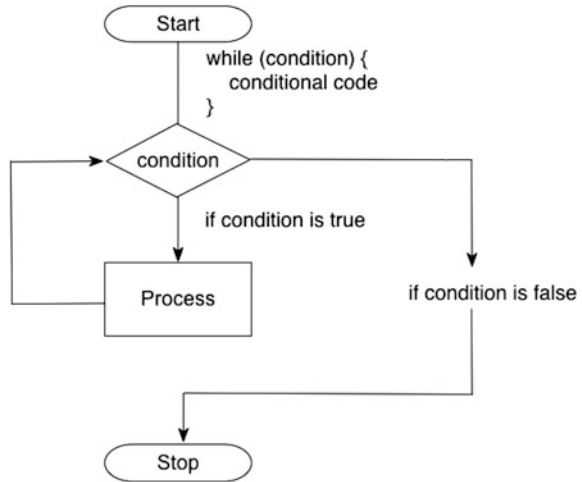 Start
while (condition) {
conditional code
}
condition
if condition is true
Process
if condition is false
Stop